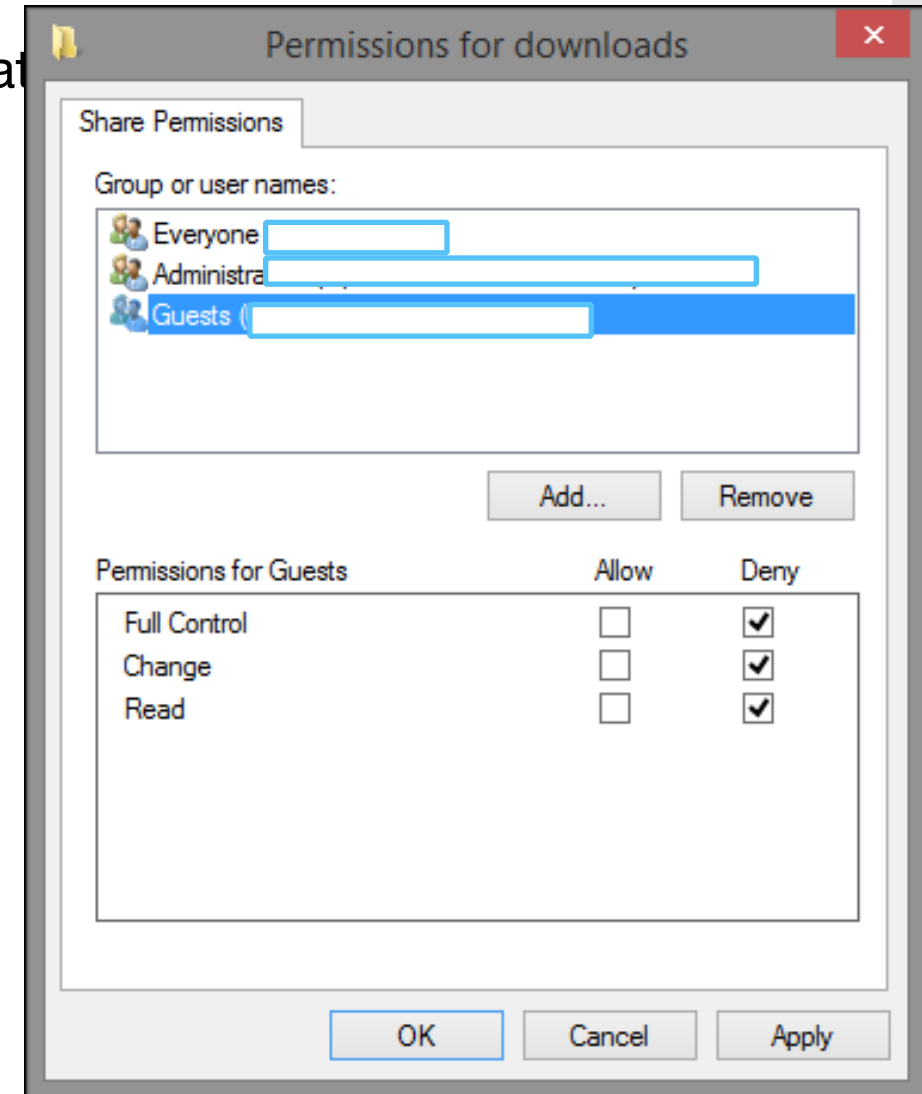 at
Permissions for downloads
Share Permissions
Group or user names:
Everyone
Administra
Guests (
Add...
Remove
Permissions for Guests
Allow
Deny
Full Control
Change
Read
OK
Cancel
Apply